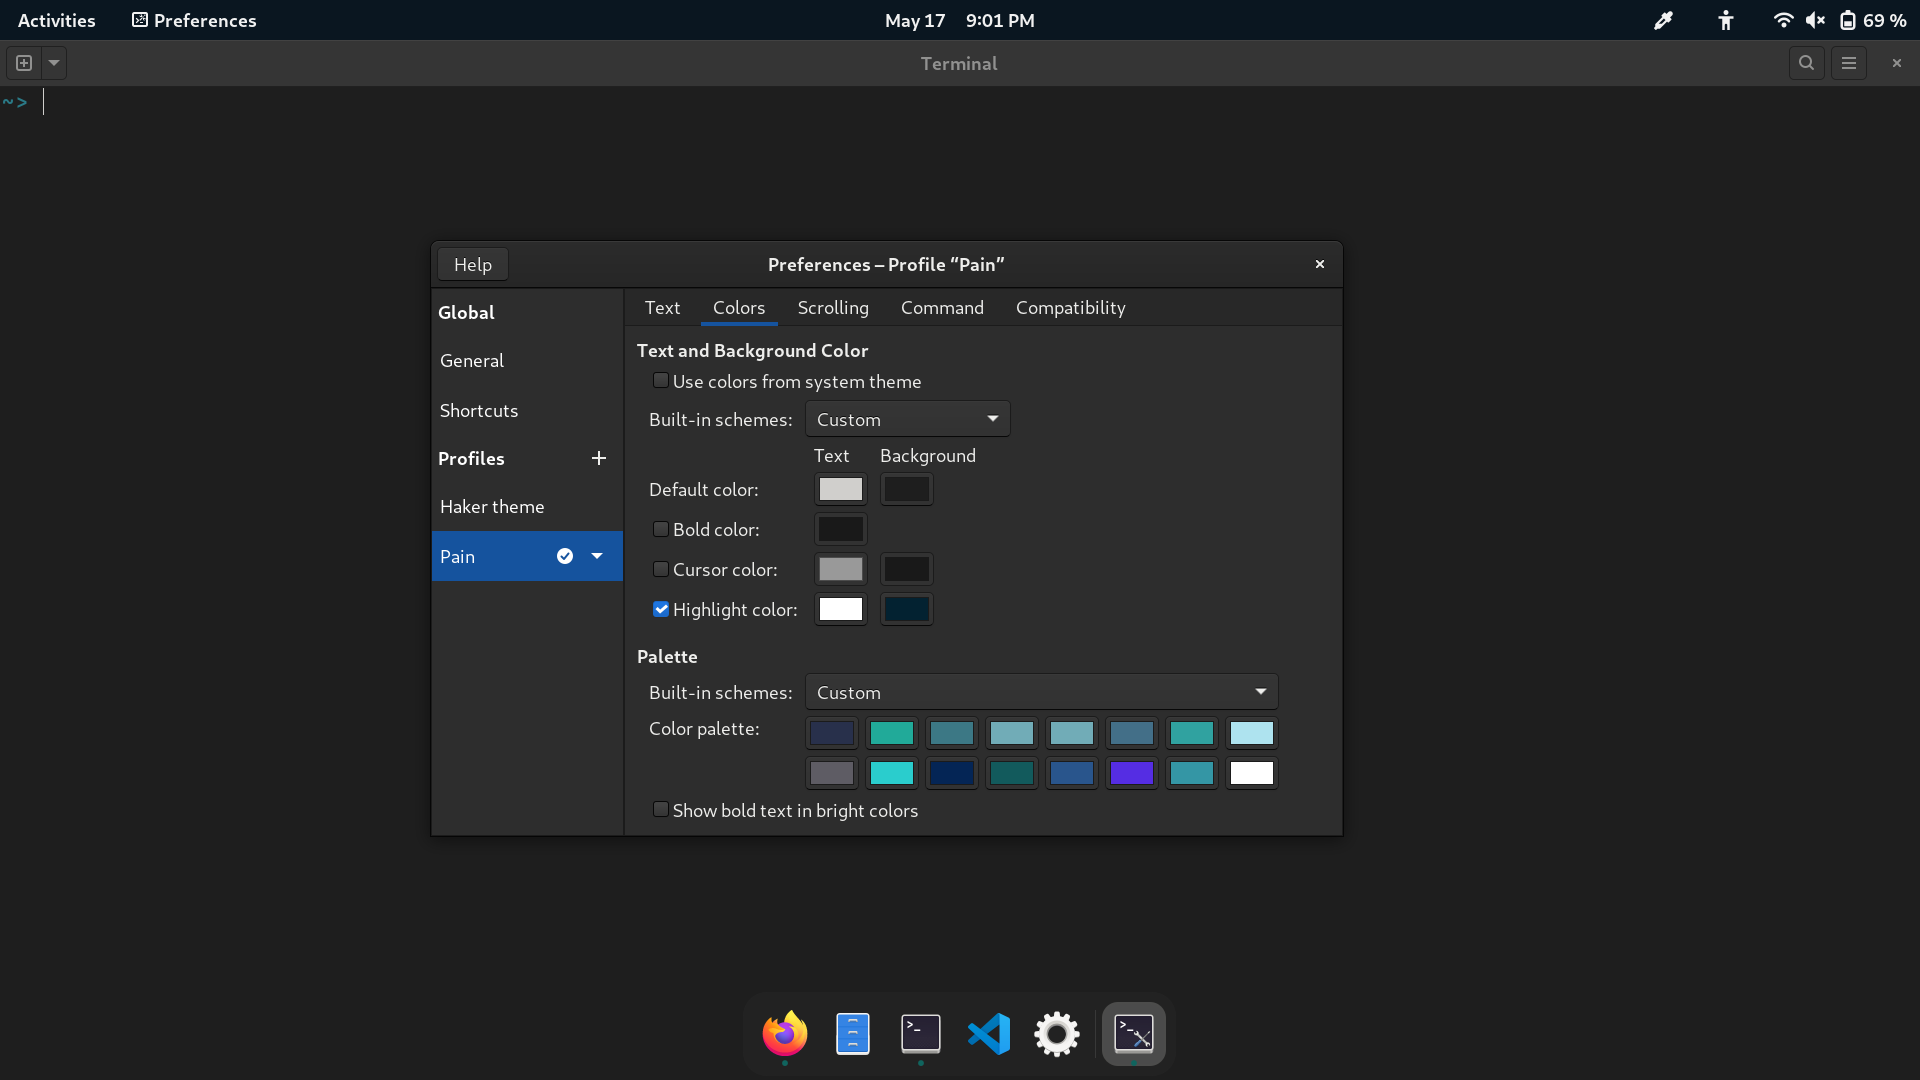 Activities Preferences May 17 9:01 PM 69 %
Terminal
~>
Help Preferences – Profile “Pain”
Global
General
Shortcuts
Profiles
Haker theme
Pain
Text Colors Scrolling Command Compatibility
Text and Background Color
Use colors from system theme
Built-in schemes: Custom
Text Background
Default color:
Bold color:
Cursor color:
Highlight color:
Palette
Built-in schemes: Custom
Color palette:
Show bold text in bright colors
>_ >_